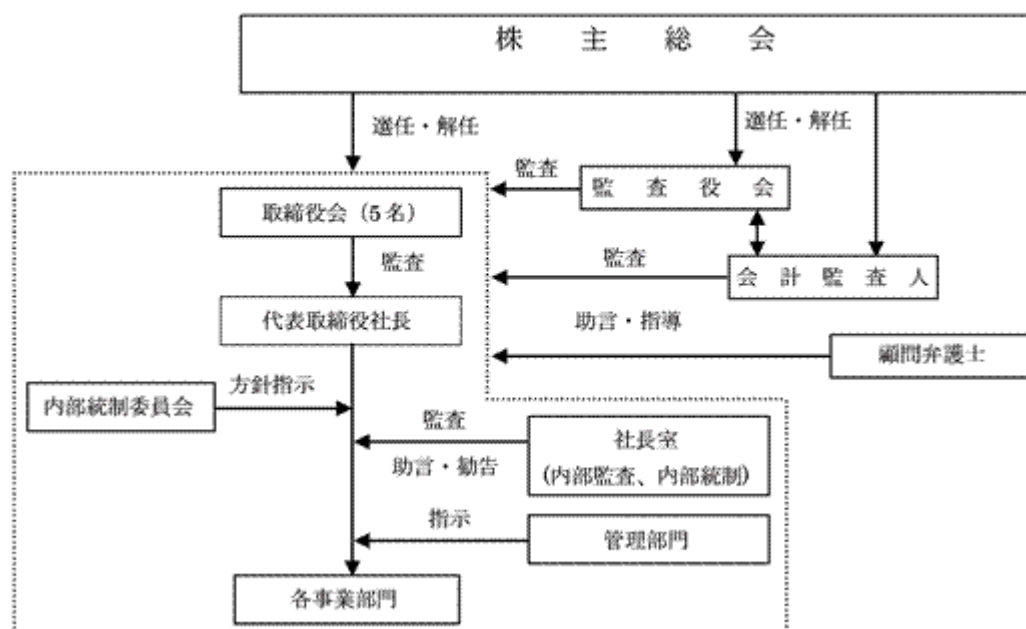 株主総会
選任・解任
選任・解任
監査
監査役会
取締役会（5名）
監査
監査
会計監査人
代表取締役社長
助言・指導
顧問弁護士
方針指示
内部統制委員会
監査
社長室
助言・勧告
(内部監査、内部統制)
指示
管理部門
各事業部門